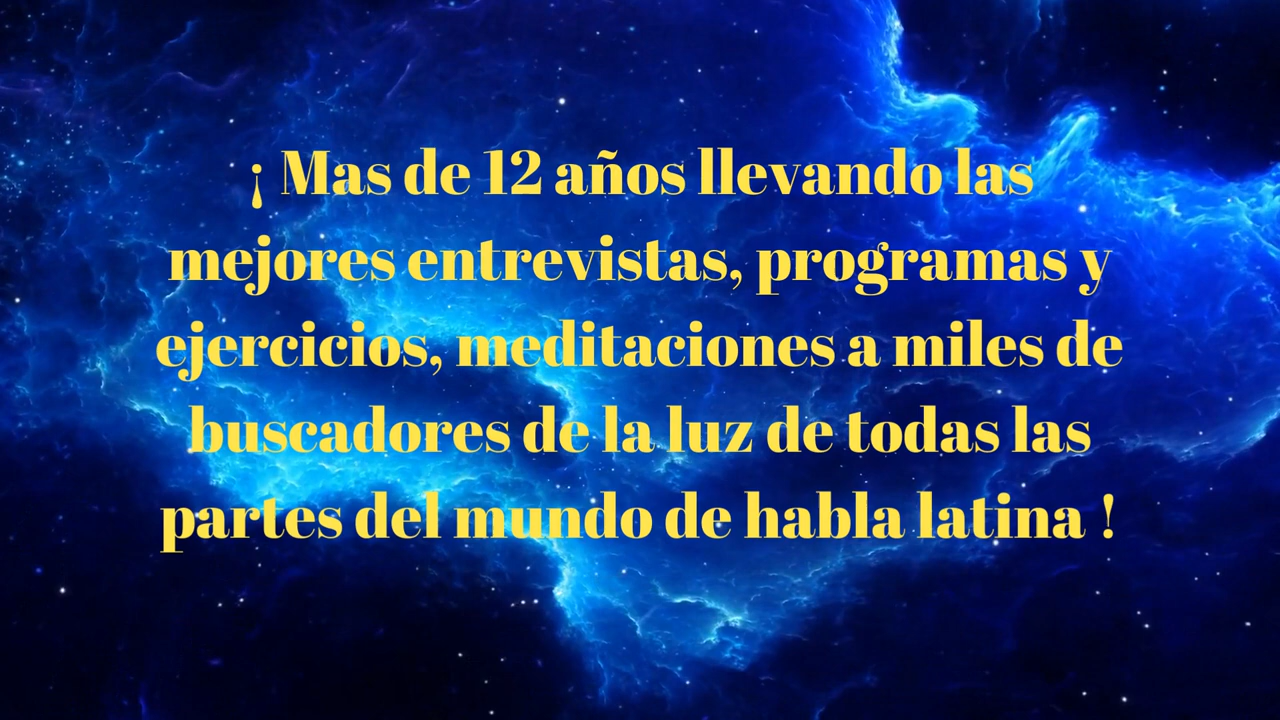 ¡ Mas de 12 años llevando las
mejores entrevistas, programas y
ejercicios, meditaciones a miles de
buscadores de la luz de todas las
partes del mundo de habla latina !